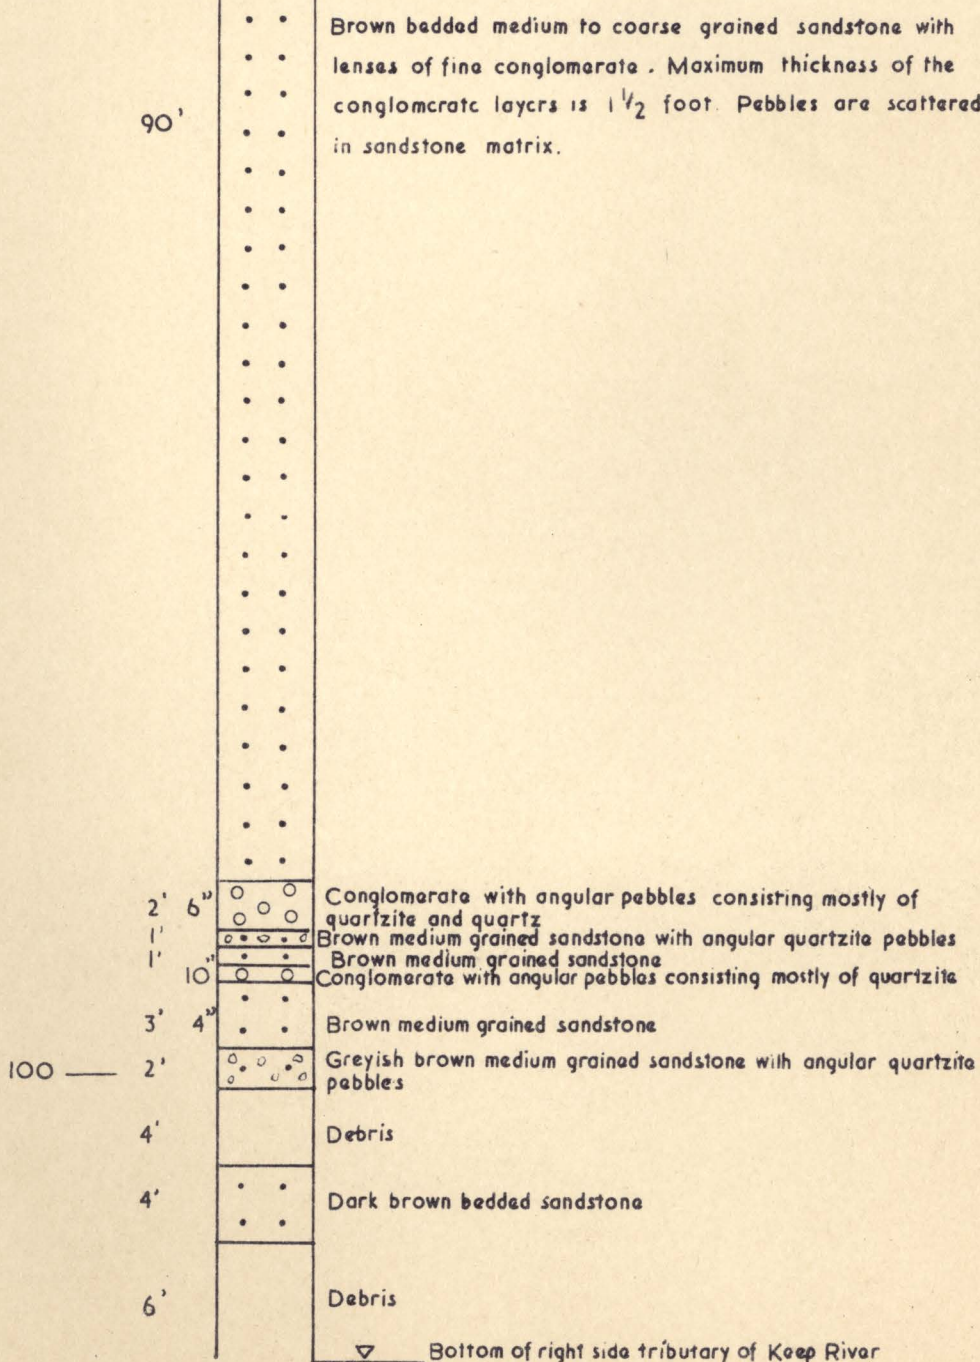 Brown bedded medium to coarse grained sandstone with
lenses of fine conglomerate . Maximum thickness of the
90' conglomerate layers is 1 1/2 foot Pebbles are scattered
in sandstone matrix.
2' 6" Conglomerate with angular pebbles consisting mostly of
quartzite and quartz
1' Brown medium grained sandstone with angular quartzite pebbles
1' Brown medium grained sandstone
10" Conglomerate with angular pebbles consisting mostly of quartzite
3' 4" Brown medium grained sandstone
100 2' Greyish brown medium grained sandstone with angular quartzite
pebbles
4' Debris
4' Dark brown bedded sandstone
6' Debris
Bottom of right side tributary of Keep River